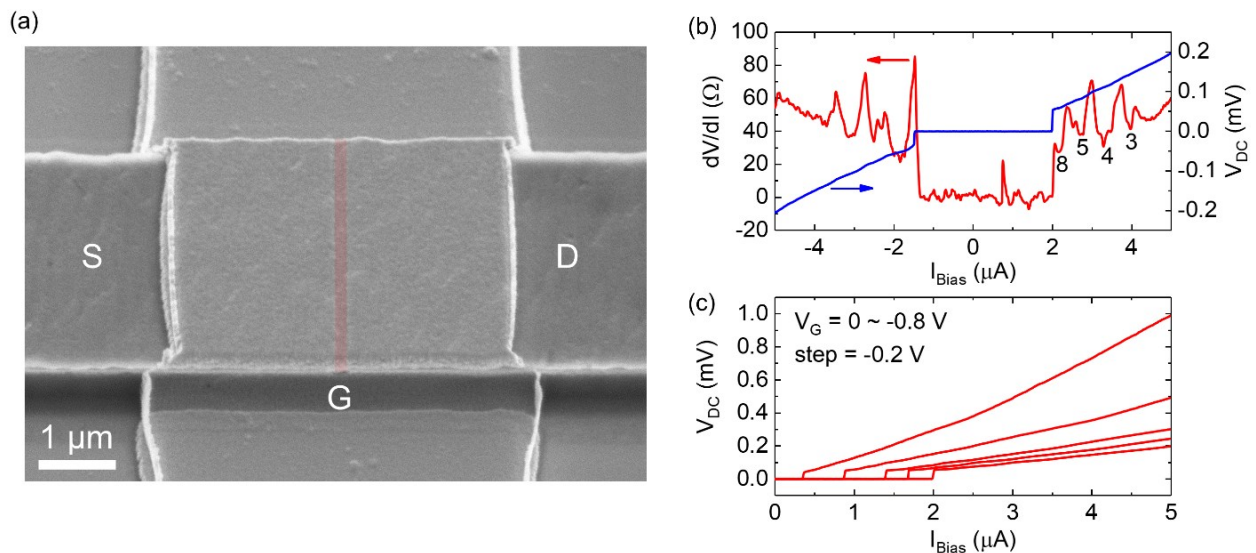 (a)
S
D
G
1 μm
(b)
100
80
60
40
20
0
-20
dV/dI (Ω)
8
5
4
3
0.2
0.1
0.0
-0.1
-0.2
V_DC (mV)
-4 -2 0 2 4
I_Bias (μA)
(c)
1.0
0.8
0.6
0.4
0.2
0.0
V_DC (mV)
V_G = 0 ~ -0.8 V
step = -0.2 V
0 1 2 3 4 5
I_Bias (μA)